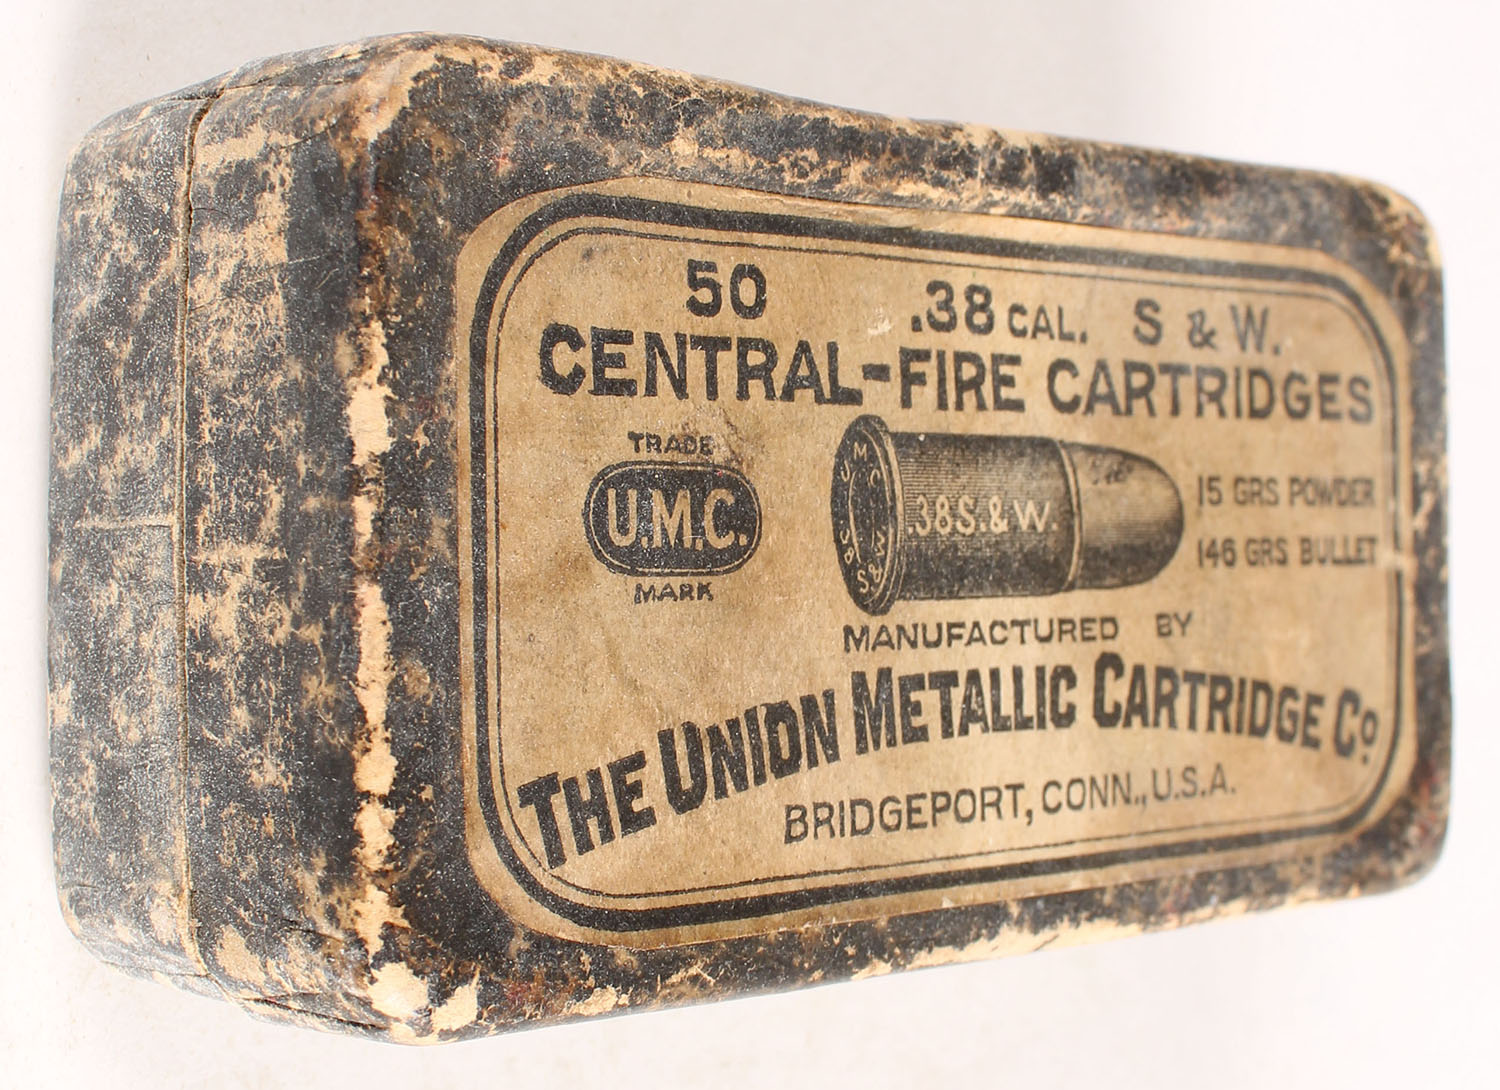 50 .38 CAL. S & W.
CENTRAL-FIRE CARTRIDGES
TRADE
U.M.C.
MARK
U.M.C.
38 S&W
.38 S.& W.
15 GRS POWDER
146 GRS BULLET
MANUFACTURED BY
THE UNION METALLIC CARTRIDGE Co
BRIDGEPORT, CONN., U.S.A.